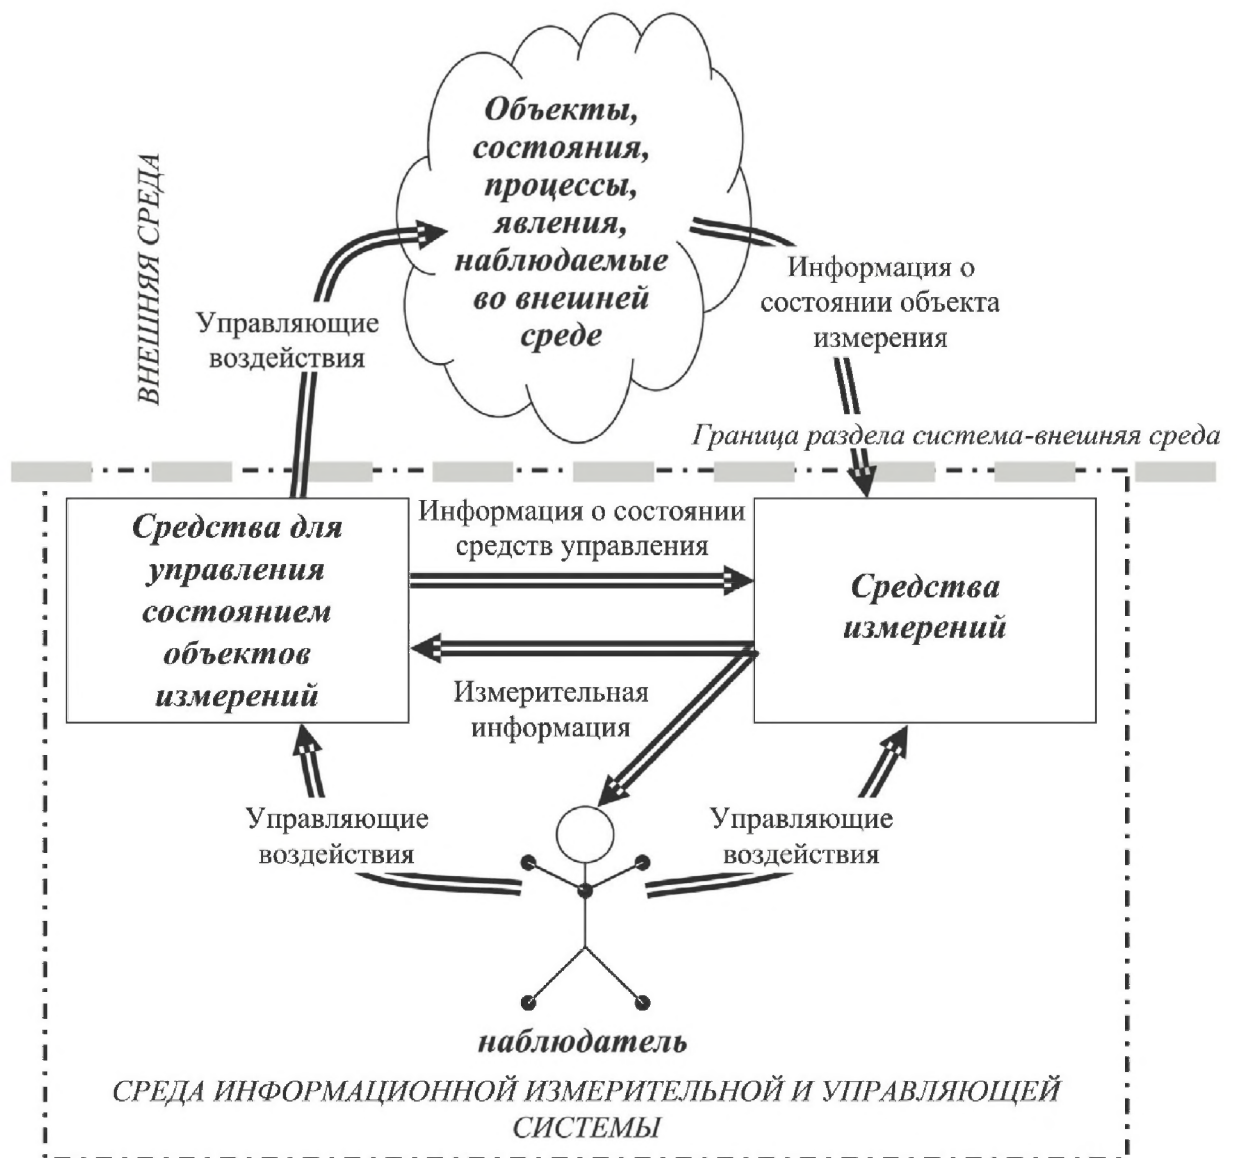 Объекты,
состояния,
процессы,
явления,
наблюдаемые
во внешней
среде
ВНЕШНЯЯ СРЕДА
Управляющие
воздействия
Информация о
состоянии объекта
измерения
Граница раздела система-внешняя среда
Средства для
управления
состоянием
объектов
измерений
Информация о состоянии
средств управления
Средства
измерений
Измерительная
информация
Управляющие
воздействия
Управляющие
воздействия
наблюдатель
СРЕДА ИНФОРМАЦИОННОЙ ИЗМЕРИТЕЛЬНОЙ И УПРАВЛЯЮЩЕЙ
СИСТЕМЫ